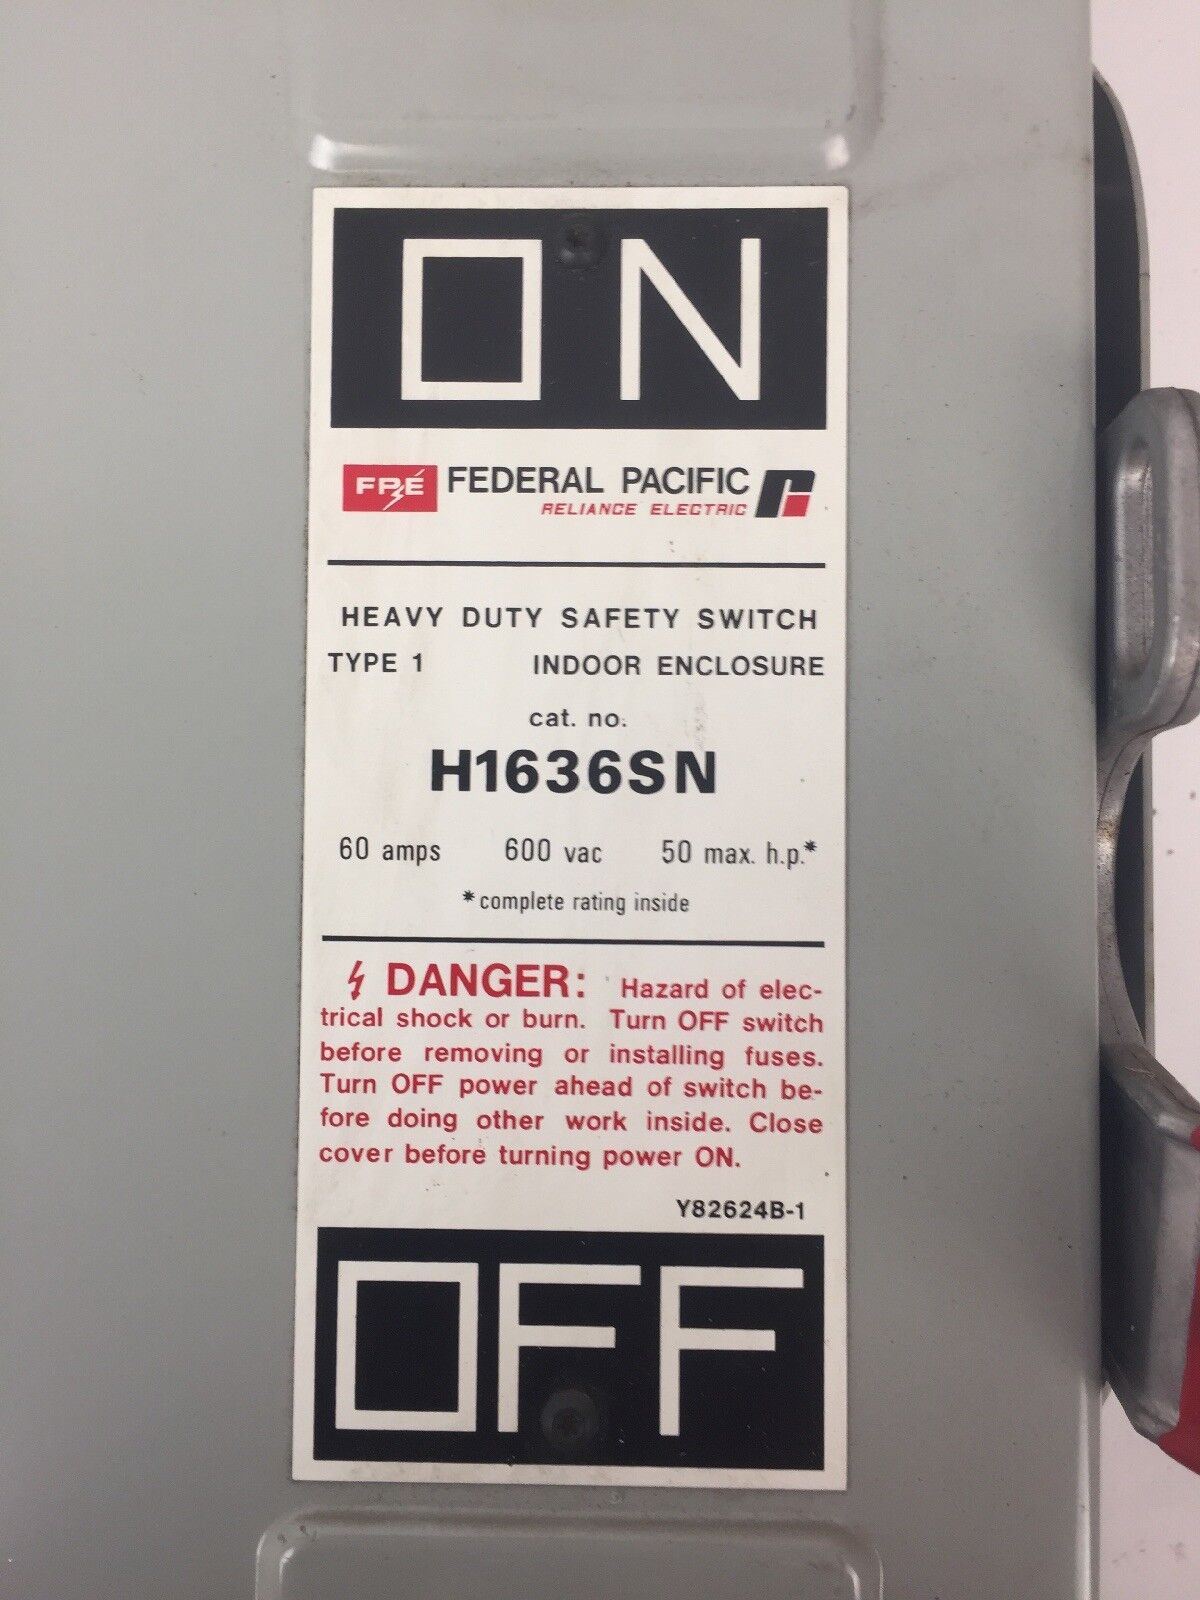 ON
FPE FEDERAL PACIFIC
RELIANCE ELECTRIC
HEAVY DUTY SAFETY SWITCH
TYPE 1 INDOOR ENCLOSURE
cat. no.
H1636SN
60 amps 600 vac 50 max. h.p.*
*complete rating inside
DANGER: Hazard of elec-
trical shock or burn. Turn OFF switch
before removing or installing fuses.
Turn OFF power ahead of switch be-
fore doing other work inside. Close
cover before turning power ON.
Y82624B-1
OFF